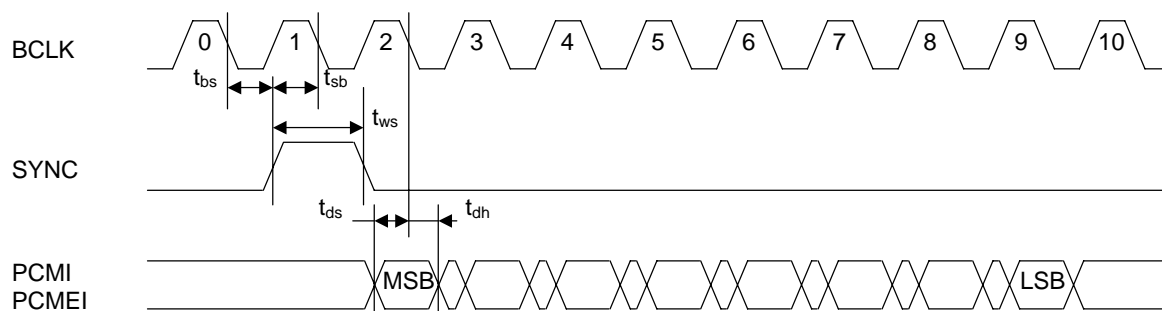 BCLK 0 1 2 3 4 5 6 7 8 9 10
tbs tsb
tws
SYNC
tds tdh
PCMI MSB LSB
PCMEI